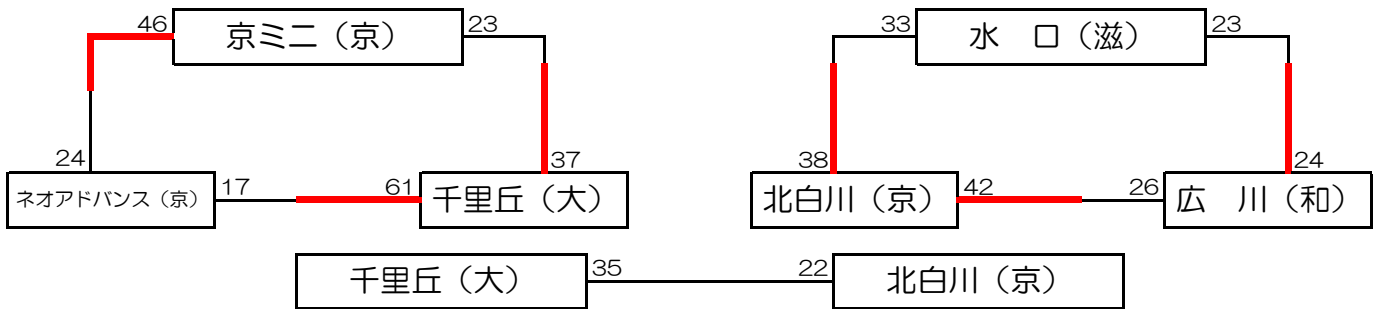 46 京ミニ（京） 23 33 水　口（滋） 23
24 37 38 24
ネオアドバンス（京） 17 61 千里丘（大） 北白川（京） 42 26 広　川（和）
千里丘（大） 35 22 北白川（京）